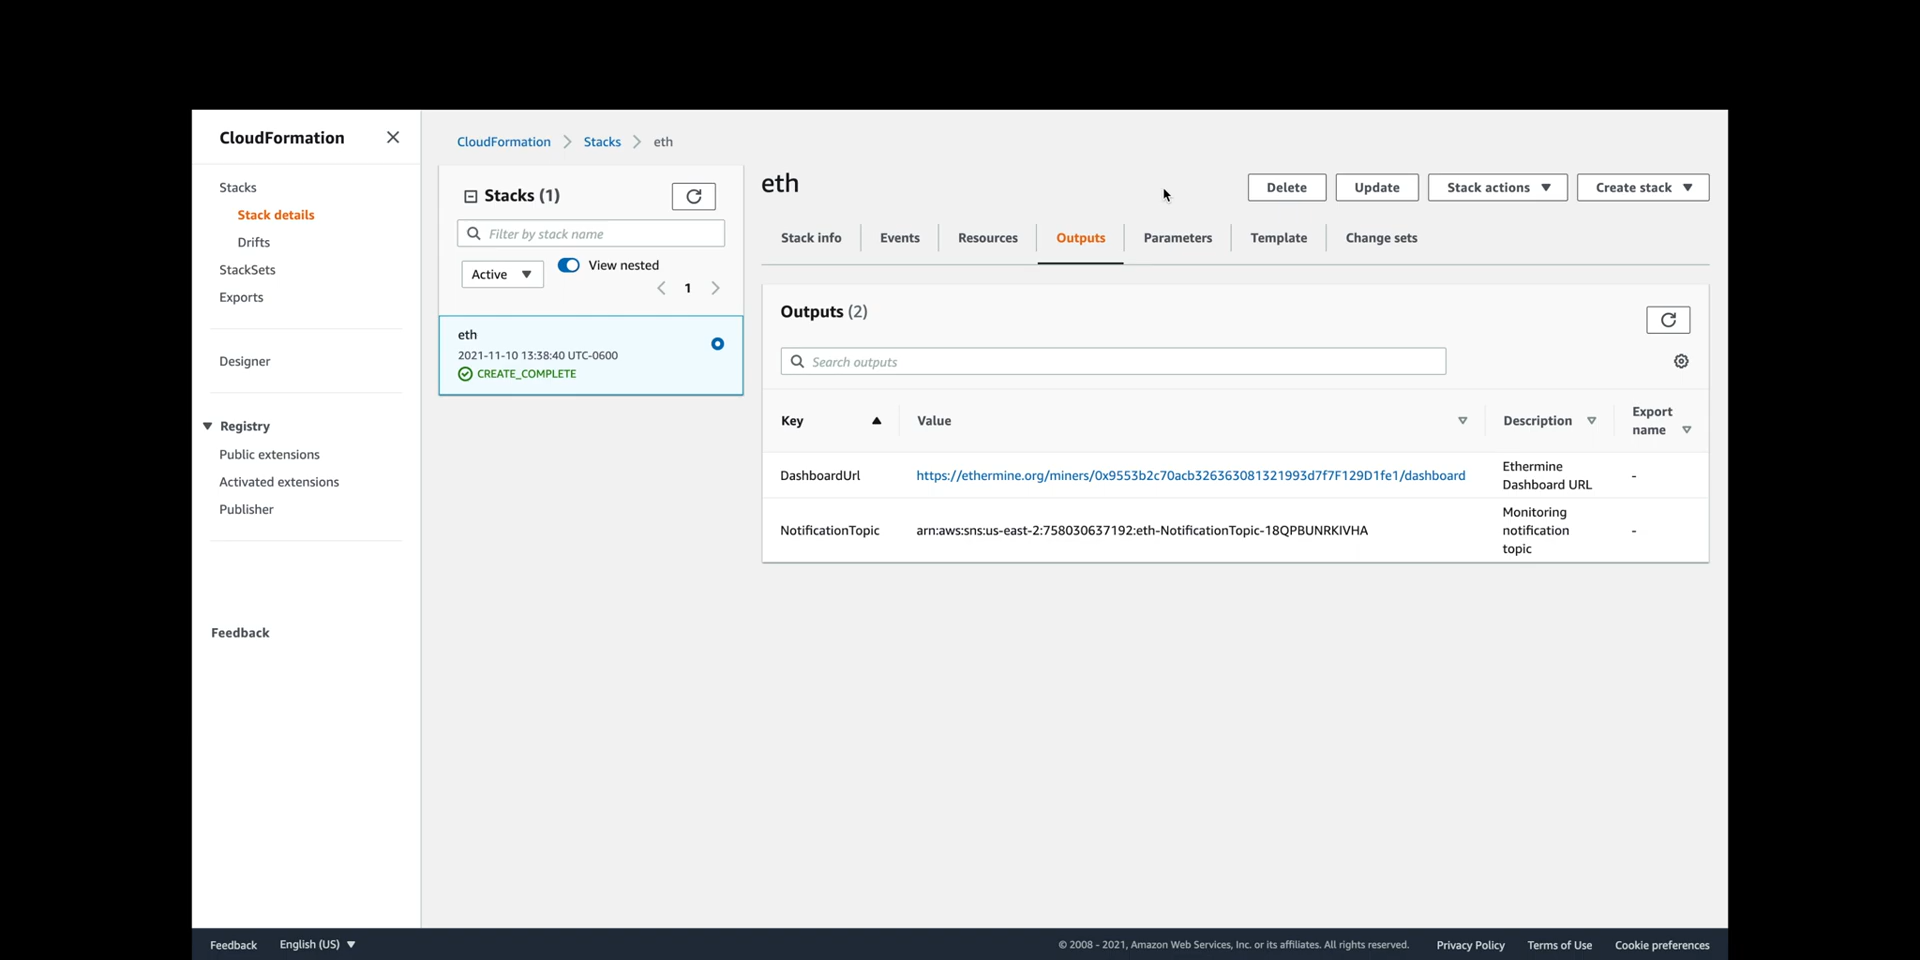 CloudFormation
Stacks
Stack details
Drifts
StackSets
Exports
Designer
Registry
Public extensions
Activated extensions
Publisher
Feedback
CloudFormation > Stacks > eth
Stacks (1)
Filter by stack name
Active
View nested
1
eth
2021-11-10 13:38:40 UTC-0600
CREATE_COMPLETE
eth
Delete
Update
Stack actions
Create stack
Stack info
Events
Resources
Outputs
Parameters
Template
Change sets
Outputs (2)
Search outputs
Key
Value
Description
Export
name
DashboardUrl
https://ethermine.org/miners/0x9553b2c70acb326363081321993d7f7F129D1fe1/dashboard
Ethermine
Dashboard URL
-
NotificationTopic
arn:aws:sns:us-east-2:758030637192:eth-NotificationTopic-18QPBUNRKIVHA
Monitoring
notification
topic
-
Feedback
English (US)
© 2008 - 2021, Amazon Web Services, Inc. or its affiliates. All rights reserved.
Privacy Policy
Terms of Use
Cookie preferences